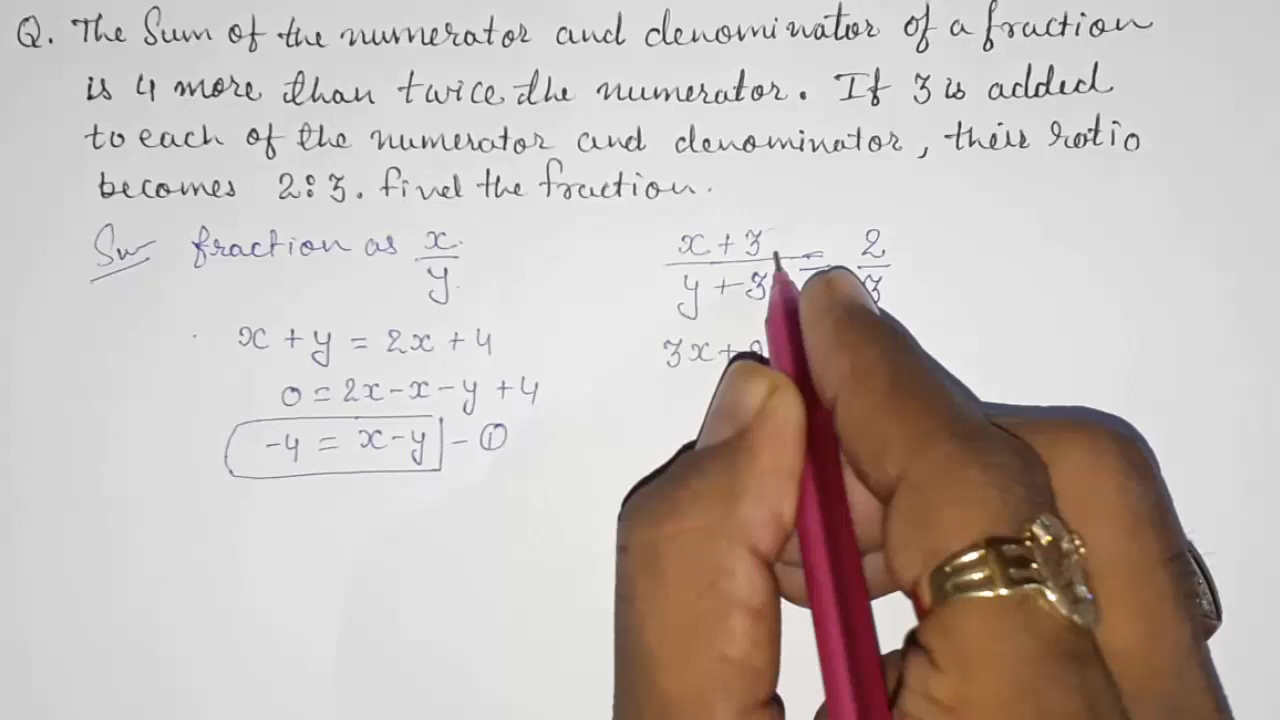 Q. The Sum of the numerator and denominator of a fraction
is 4 more than twice the numerator. If 3 is added
to each of the numerator and denominator, their ratio
becomes 2:3. find the fraction.
fraction as x/y
x + y = 2x + 4
0 = 2x - x - y + 4
-4 = x - y - ①
x + 3 / y + 3 = 2/3
3x +